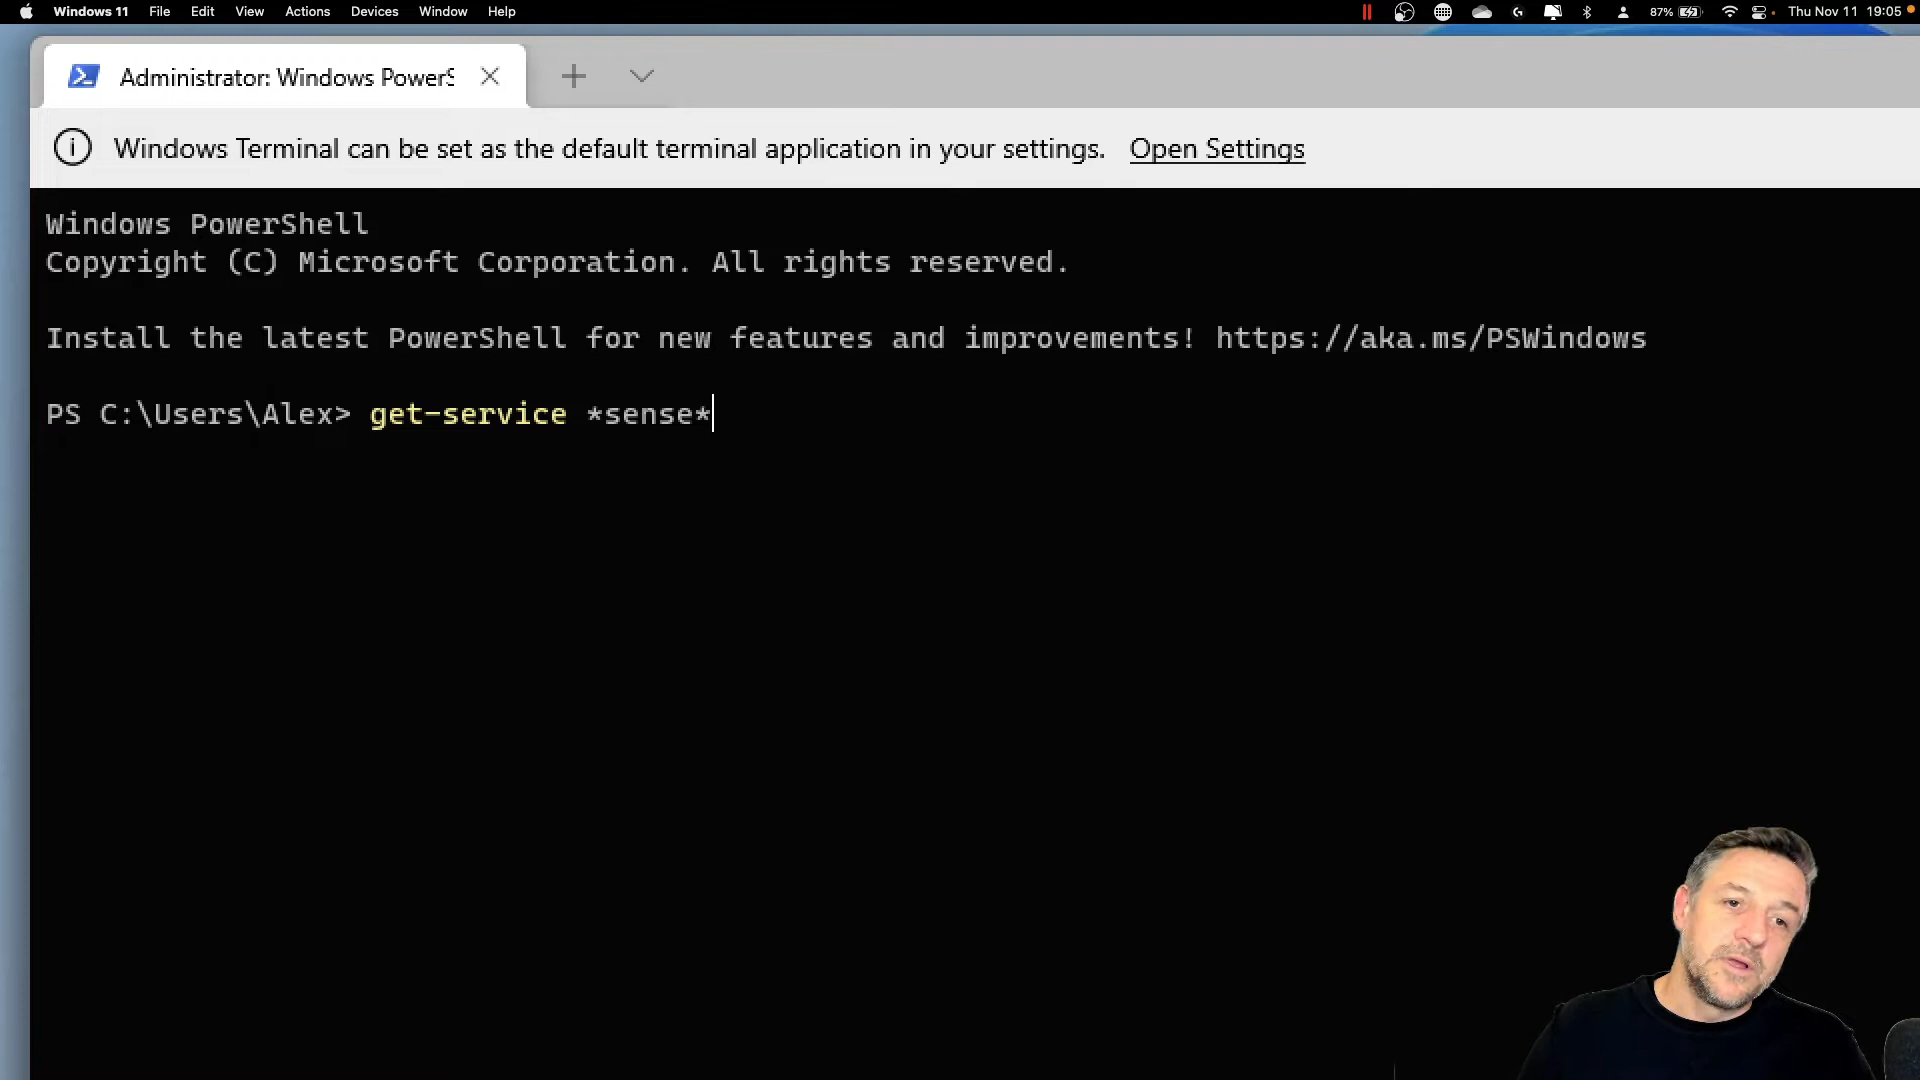 Windows 11 File Edit View Actions Devices Window Help 87% Thu Nov 11 19:05
Administrator: Windows PowerS
Windows Terminal can be set as the default terminal application in your settings. Open Settings
Windows PowerShell
Copyright (C) Microsoft Corporation. All rights reserved.
Install the latest PowerShell for new features and improvements! https://aka.ms/PSWindows
PS C:\Users\Alex> get-service *sense*